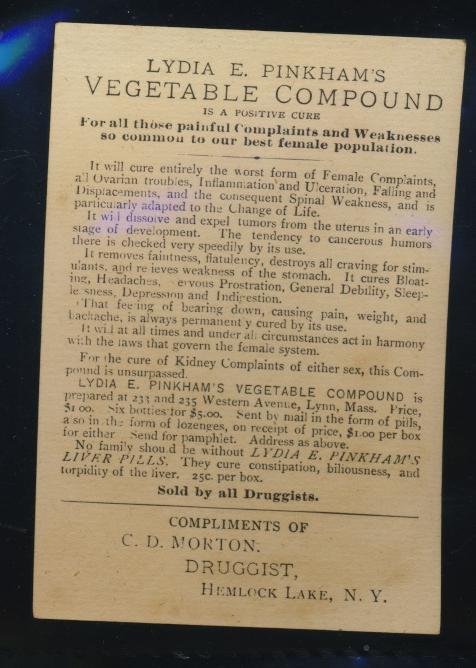 LYDIA E. PINKHAM'S
VEGETABLE COMPOUND
IS A POSITIVE CURE
For all those painful Complaints and Weaknesses
so common to our best female population.
It will cure entirely the worst form of Female Complaints,
all Ovarian troubles, Inflammation and Ulceration, Falling and
Displacements, and the consequent Spinal Weakness, and is
particularly adapted to the Change of Life.
It will dissolve and expel tumors from the uterus in an early
stage of development. The tendency to cancerous humors
there is checked very speedily by its use.
It removes faintness, flatulency, destroys all craving for stim-
ulants, and relieves weakness of the stomach. It cures Bloat-
ing, Headaches, Nervous Prostration, General Debility, Sleep-
lessness, Depression and Indigestion.
That feeling of bearing down, causing pain, weight, and
backache, is always permanently cured by its use.
It will at all times and under all circumstances act in harmony
with the laws that govern the female system.
For the cure of Kidney Complaints of either sex, this Com-
pound is unsurpassed.
LYDIA E. PINKHAM'S VEGETABLE COMPOUND is
prepared at 233 and 235 Western Avenue, Lynn, Mass. Price,
$1.00. Six bottles for $5.00. Sent by mail in the form of pills,
also in the form of lozenges, on receipt of price, $1.00 per box
for either. Send for pamphlet. Address as above.
No family should be without LYDIA E. PINKHAM'S
LIVER PILLS. They cure constipation, biliousness, and
torpidity of the liver. 25c. per box.
Sold by all Druggists.
COMPLIMENTS OF
C. D. MORTON.
DRUGGIST,
HEMLOCK LAKE, N. Y.